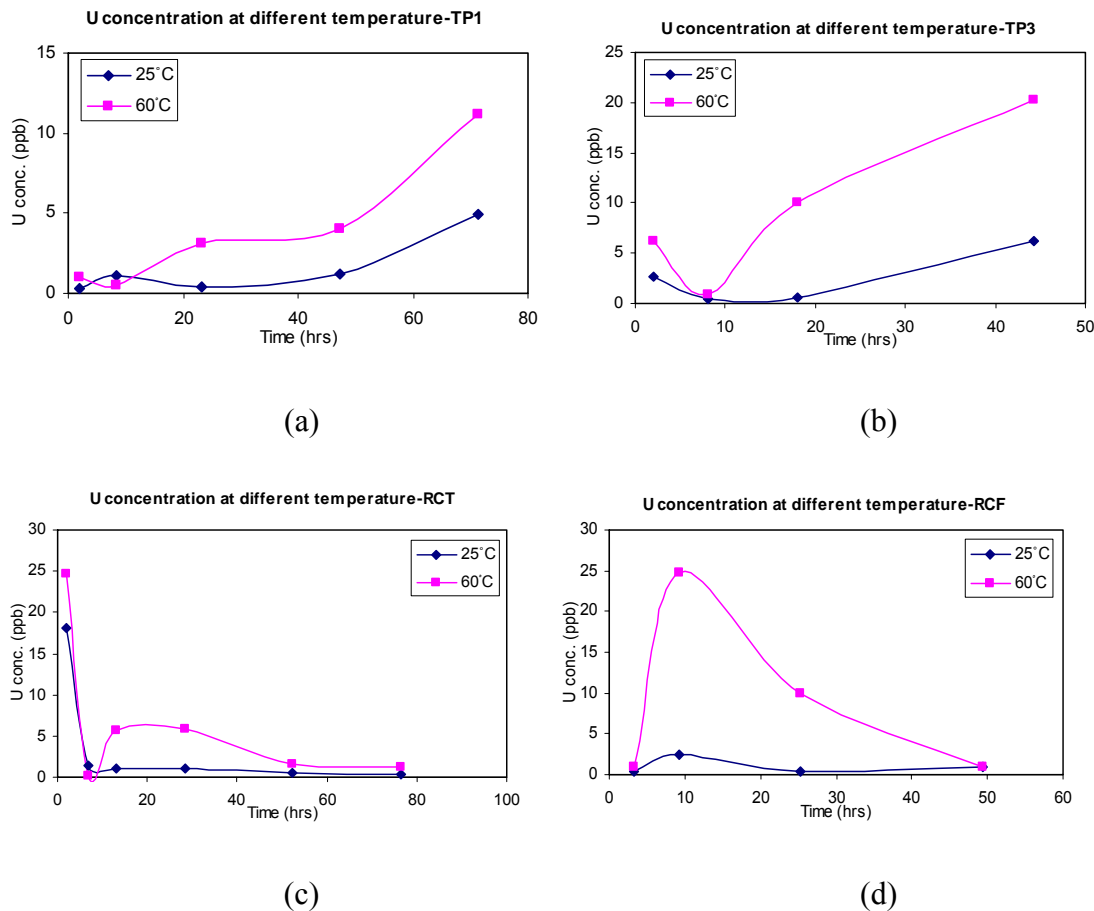 U concentration at different temperature-TP1
15
10
5
0
U conc. (ppb)
25°C
60°C
0 20 40 60 80
Time (hrs)
(a)
U concentration at different temperature-TP3
25
20
15
10
5
0
U conc. (ppb)
25°C
60°C
0 10 20 30 40 50
Time (hrs)
(b)
U concentration at different temperature-RCT
30
25
20
15
10
5
0
U conc. (ppb)
25°C
60°C
0 20 40 60 80 100
Time (hrs)
(c)
U concentration at different temperature-RCF
30
25
20
15
10
5
0
U conc. (ppb)
25°C
60°C
0 10 20 30 40 50 60
Time (hrs)
(d)